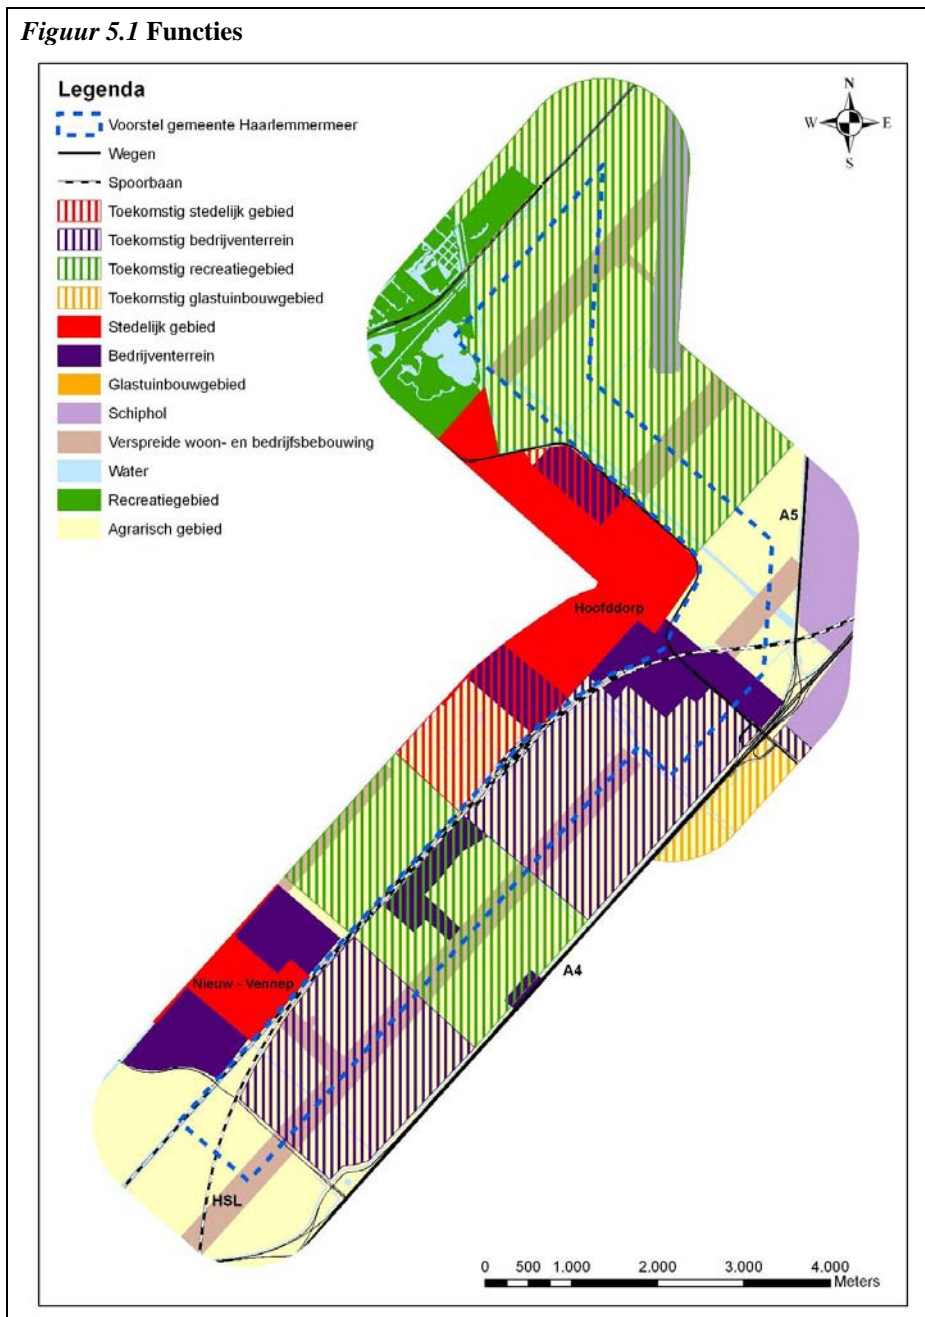 Figuur 5.1 Functies
Legenda
Voorstel gemeente Haarlemmermeer
Wegen
Spoorbaan
Toekomstig stedelijk gebied
Toekomstig bedrijventerrein
Toekomstig recreatiegebied
Toekomstig glastuinbouwgebied
Stedelijk gebied
Bedrijventerrein
Glastuinbouwgebied
Schiphol
Verspreide woon- en bedrijfsbebouwing
Water
Recreatiegebied
Agrarisch gebied
N
W E
S
A5
Hoofddorp
A4
Nieuw - Vennep
HSL
0 500 1.000 2.000 3.000 4.000
Meters